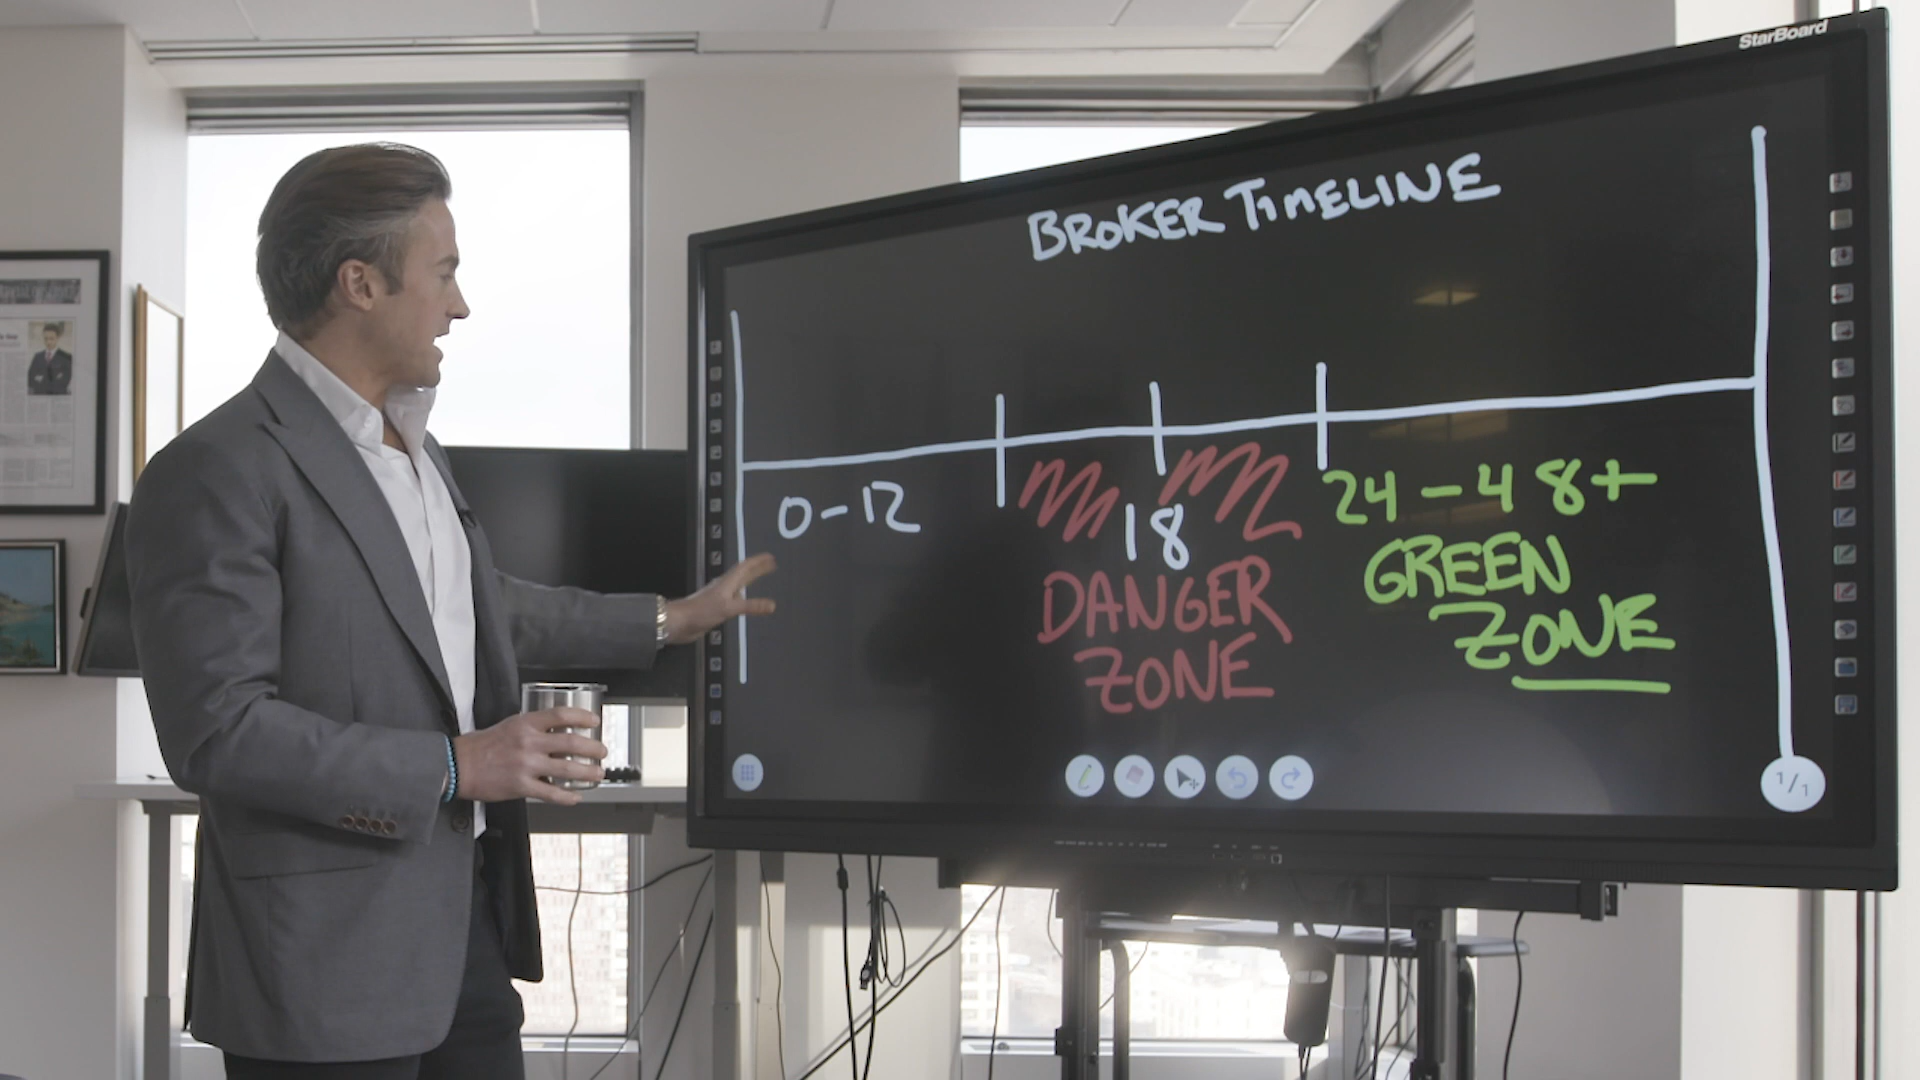 StarBoard
BROKER TIMELINE
0-12
18
24-48+
DANGER
ZONE
GREEN
ZONE
1/1